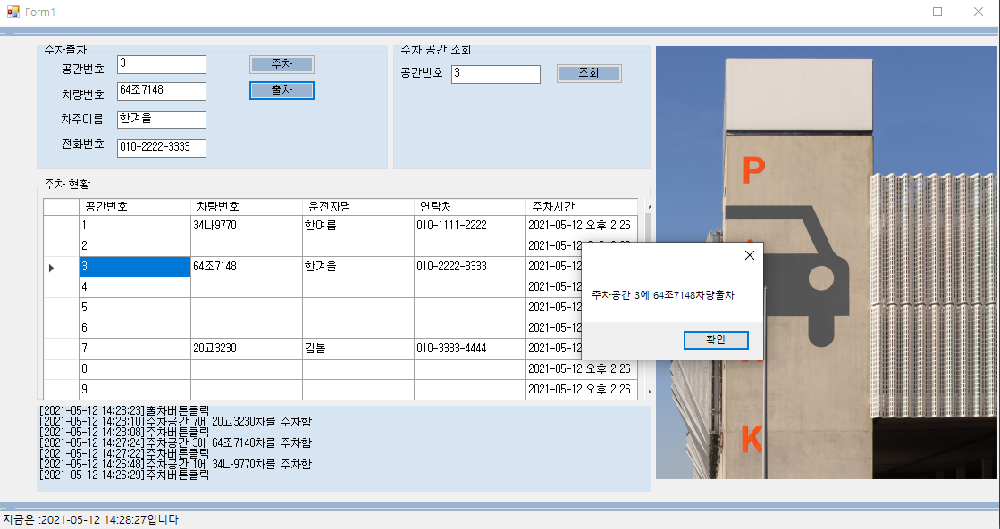 Form1
주차출차
공간번호 3 주차
차량번호 64조7148 출차
차주이름 한겨울
전화번호 010-2222-3333
주차 공간 조회
공간번호 3 조회
주차 현황
공간번호 차량번호 운전자명 연락처 주차시간
1 34나9770 한여름 010-1111-2222 2021-05-12 오후 2:26
2 2021-05-12
3 64조7148 한겨울 010-2222-3333 2021-05-12
4 2021-05-12
5 2021-05-12
6 2021-05-12
7 20고3230 김봄 010-3333-4444 2021-05-12
8 2021-05-12 오후 2:26
9 2021-05-12 오후 2:26
주차공간 3에 64조7148차량출차
확인
P
K
[2021-05-12 14:28:23]출차버튼클릭
[2021-05-12 14:28:10]주차공간 7에 20고3230차를 주차함
[2021-05-12 14:28:08]주차버튼클릭
[2021-05-12 14:27:24]주차공간 3에 64조7148차를 주차함
[2021-05-12 14:27:22]주차버튼클릭
[2021-05-12 14:26:48]주차공간 1에 34나9770차를 주차함
[2021-05-12 14:26:29]주차버튼클릭
지금은 :2021-05-12 14:28:27입니다